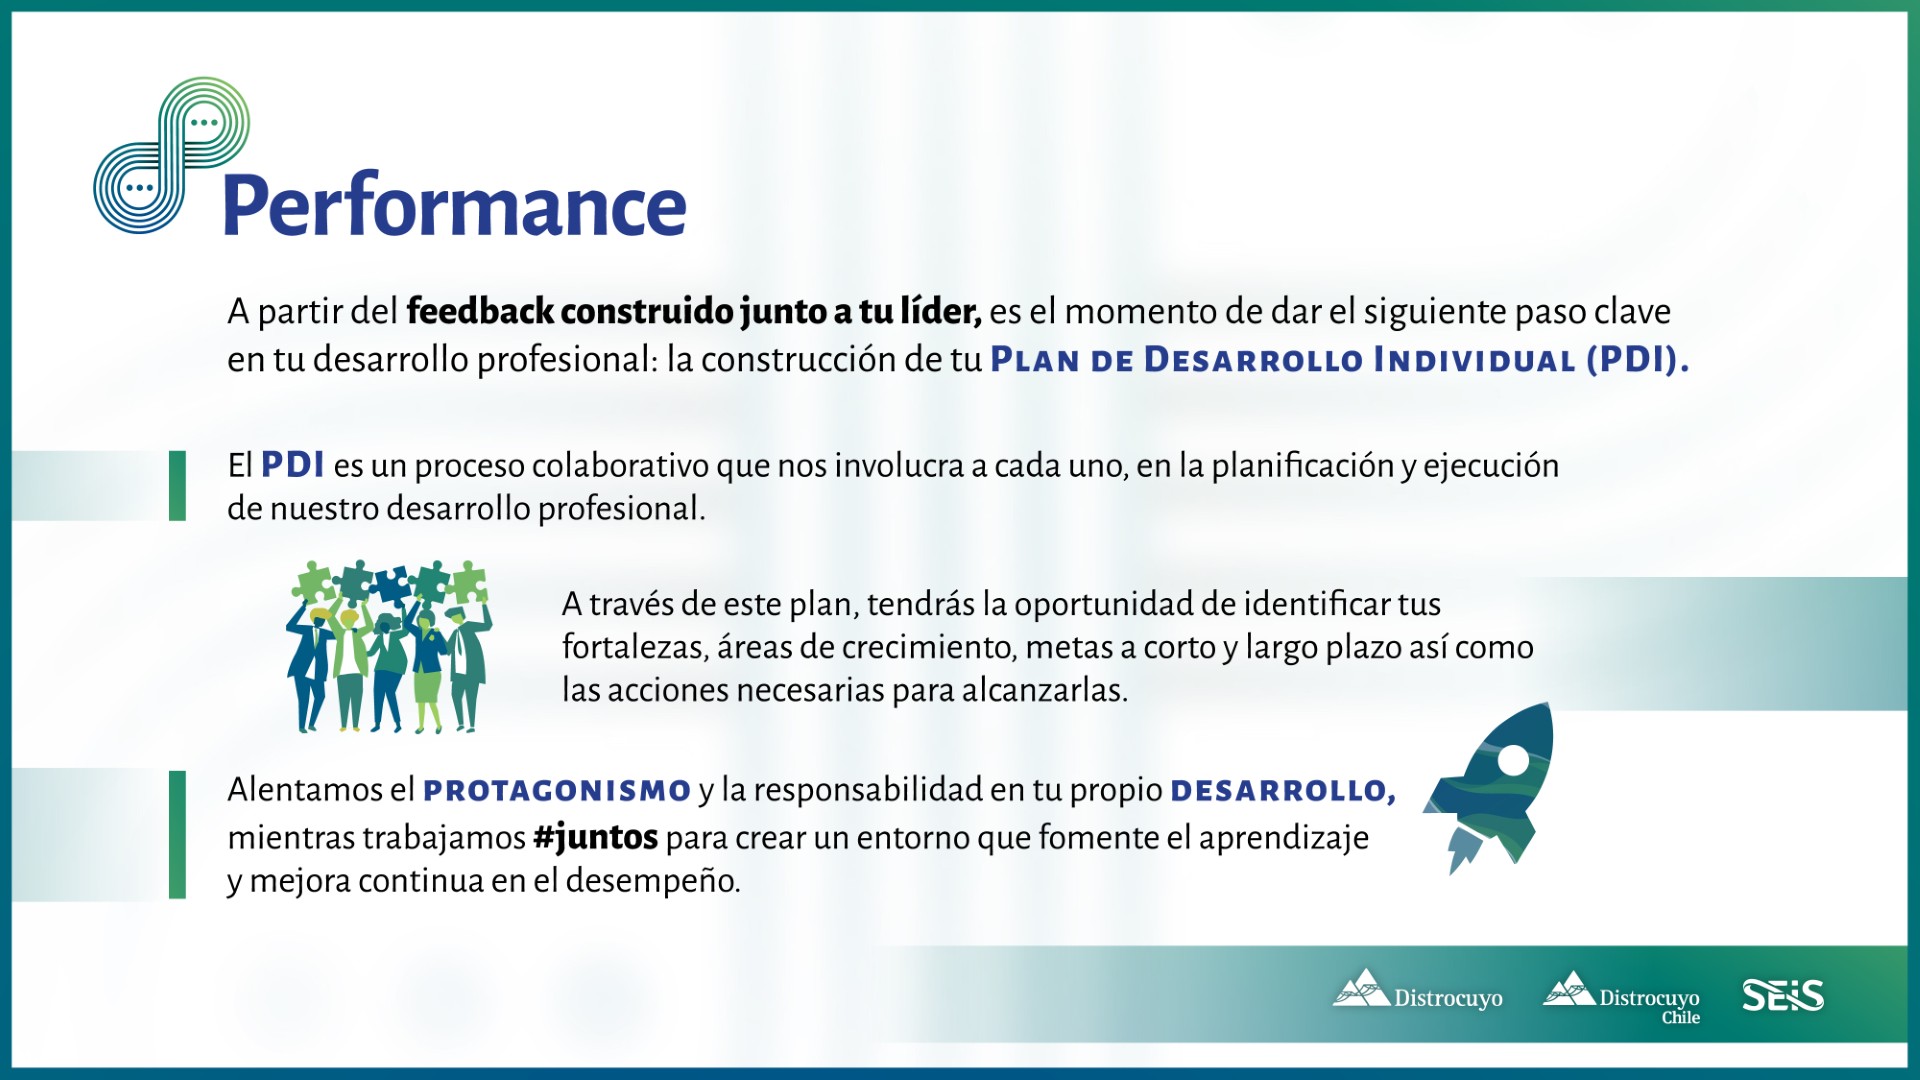 Performance
A partir del feedback construido junto a tu líder, es el momento de dar el siguiente paso clave
en tu desarrollo profesional: la construcción de tu PLAN DE DESARROLLO INDIVIDUAL (PDI).
El PDI es un proceso colaborativo que nos involucra a cada uno, en la planificación y ejecución
de nuestro desarrollo profesional.
A través de este plan, tendrás la oportunidad de identificar tus
fortalezas, áreas de crecimiento, metas a corto y largo plazo así como
las acciones necesarias para alcanzarlas.
Alentamos el PROTAGONISMO y la responsabilidad en tu propio DESARROLLO,
mientras trabajamos #juntos para crear un entorno que fomente el aprendizaje
y mejora continua en el desempeño.
Distrocuyo
Distrocuyo
Chile
SEiS